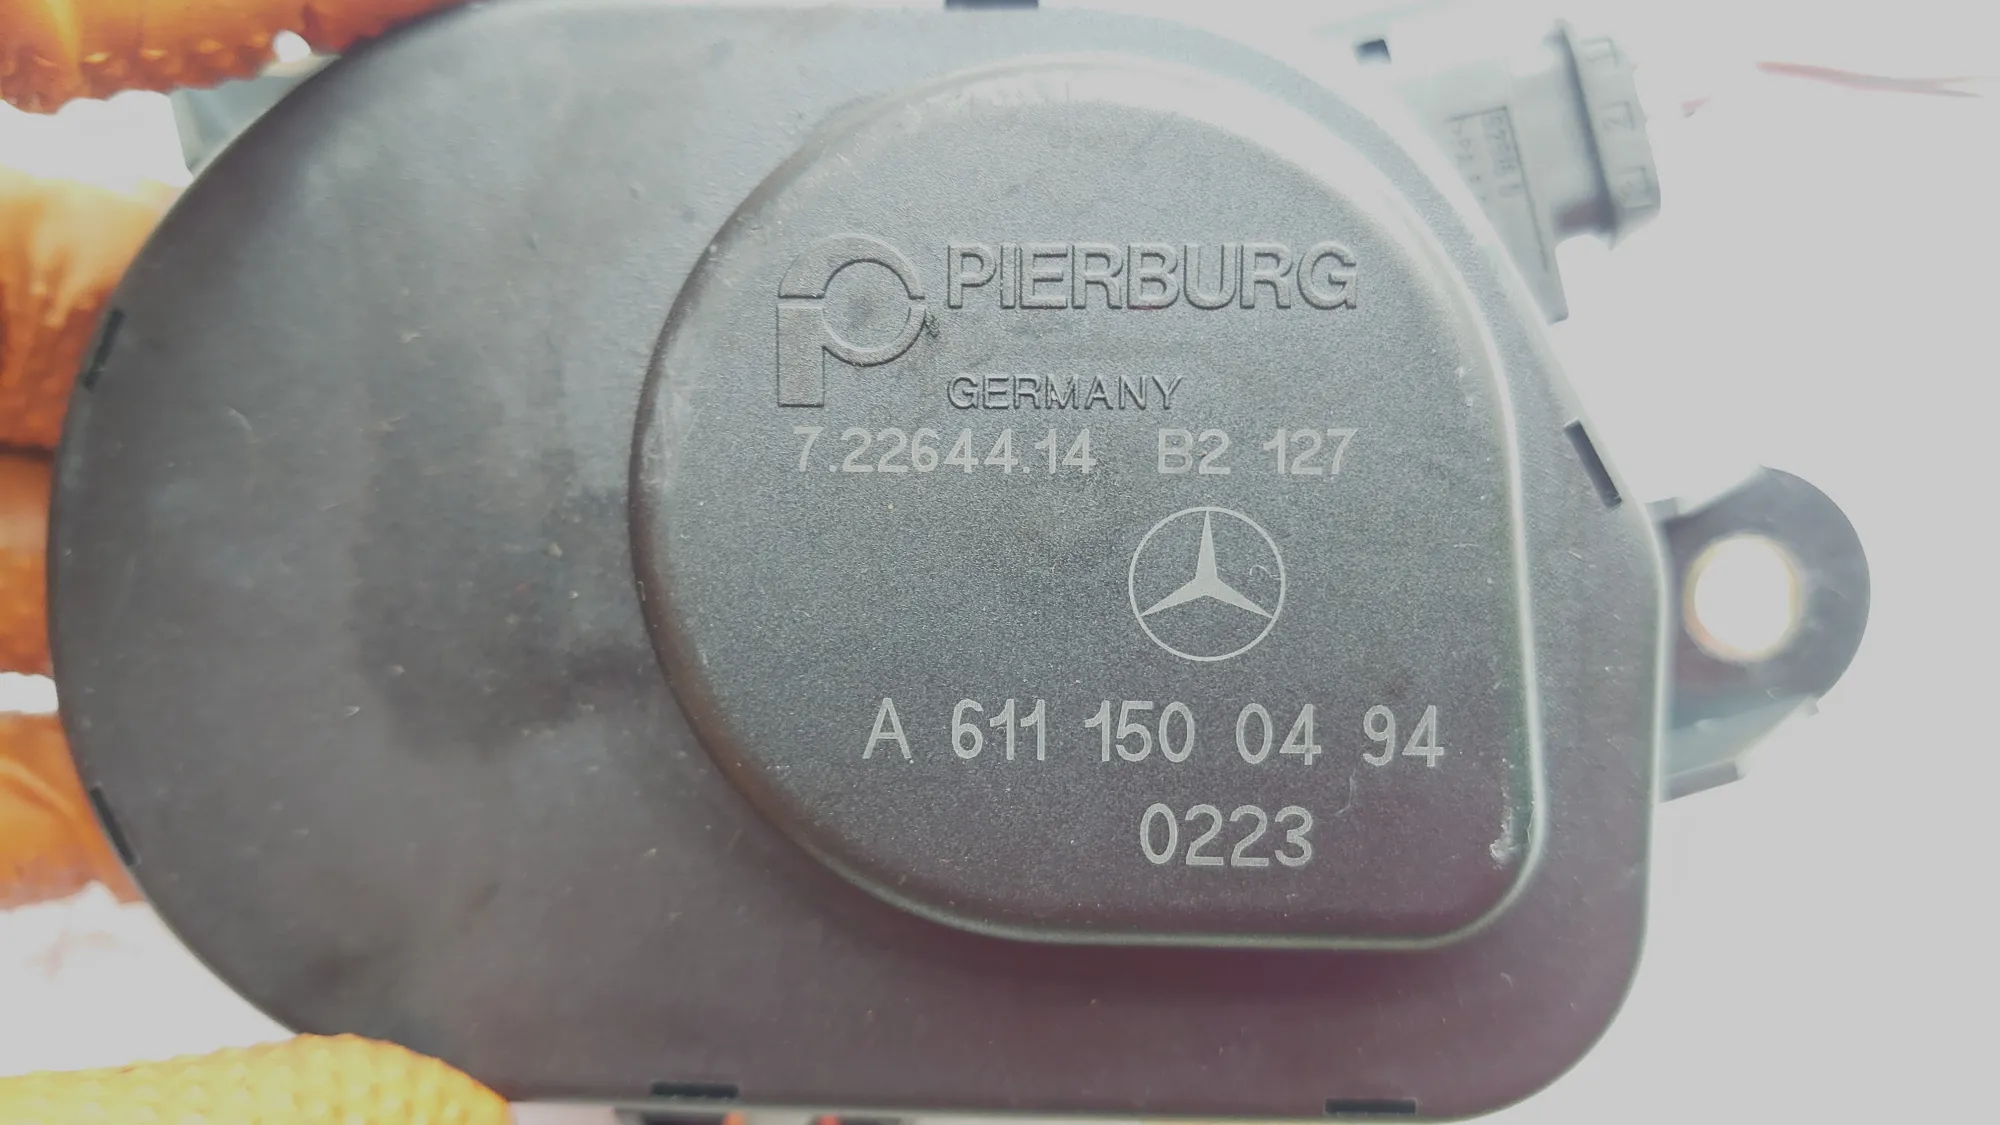 PIERBURG
GERMANY
7.22644.14 B2 127
A 611 150 04 94
0223